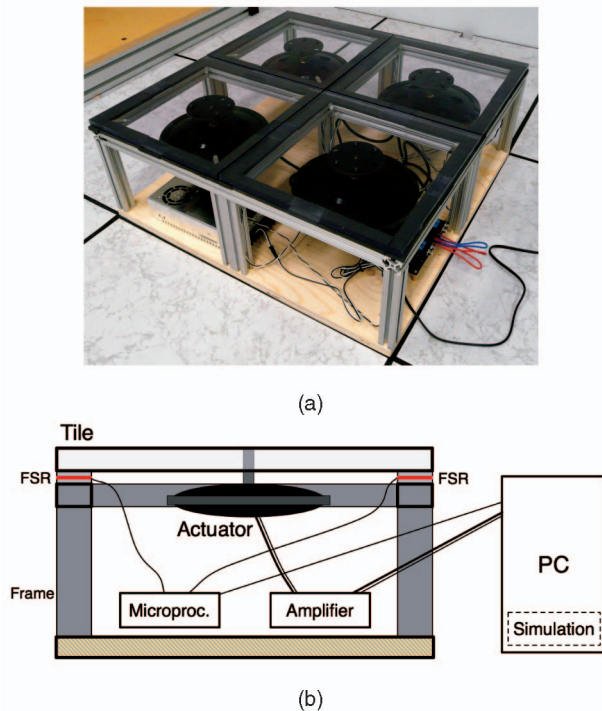 (a)
Tile
FSR
FSR
Actuator
PC
Frame
Microproc.
Amplifier
Simulation
(b)